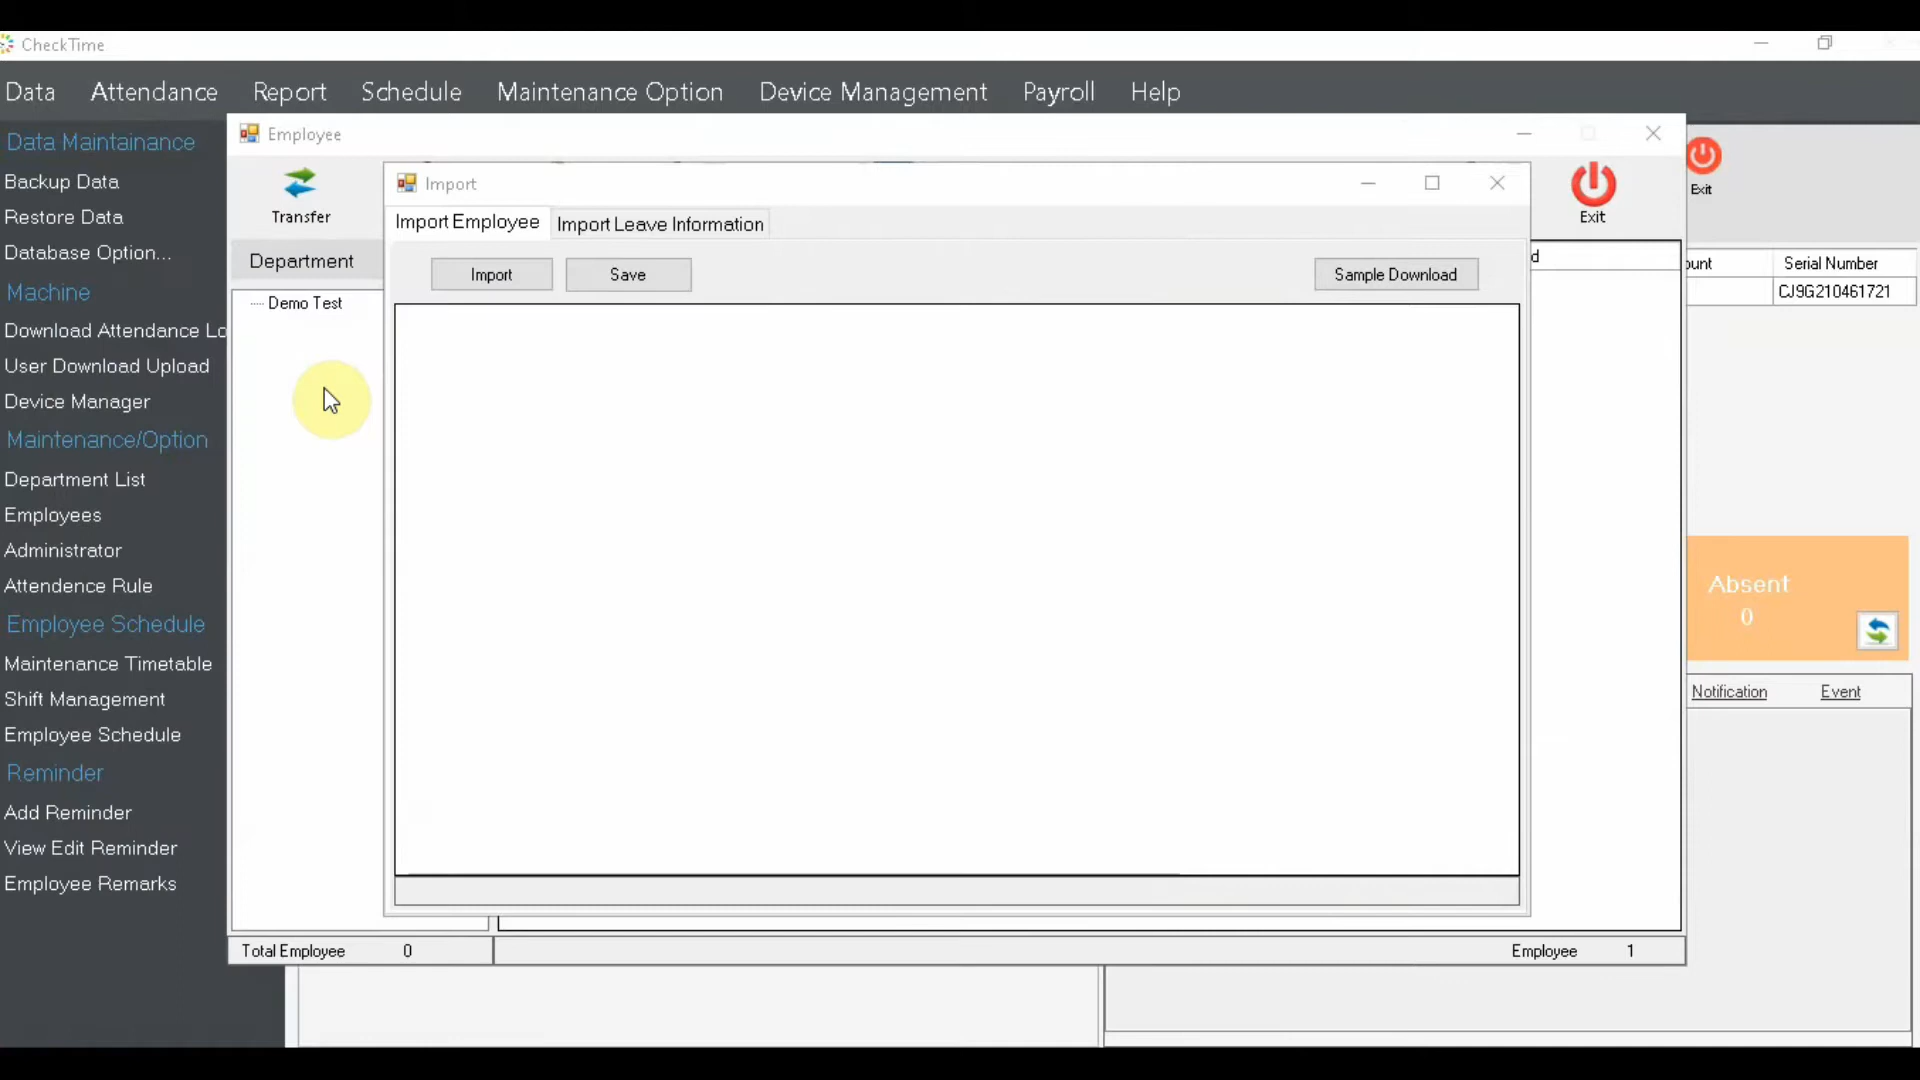 CheckTime
Data Attendance Report Schedule Maintenance Option Device Management Payroll Help
Data Maintainance
Backup Data
Restore Data
Database Option...
Machine
Download Attendance Lo
User Download Upload
Device Manager
Maintenance/Option
Department List
Employees
Administrator
Attendence Rule
Employee Schedule
Maintenance Timetable
Shift Management
Employee Schedule
Reminder
Add Reminder
View Edit Reminder
Employee Remarks
Employee
Transfer
Exit
Department
Demo Test
Import
Import Employee Import Leave Information
Import Save Sample Download
d
Total Employee 0
Employee 1
Exit
ount Serial Number
CJ9G210461721
Absent
0
Notification Event